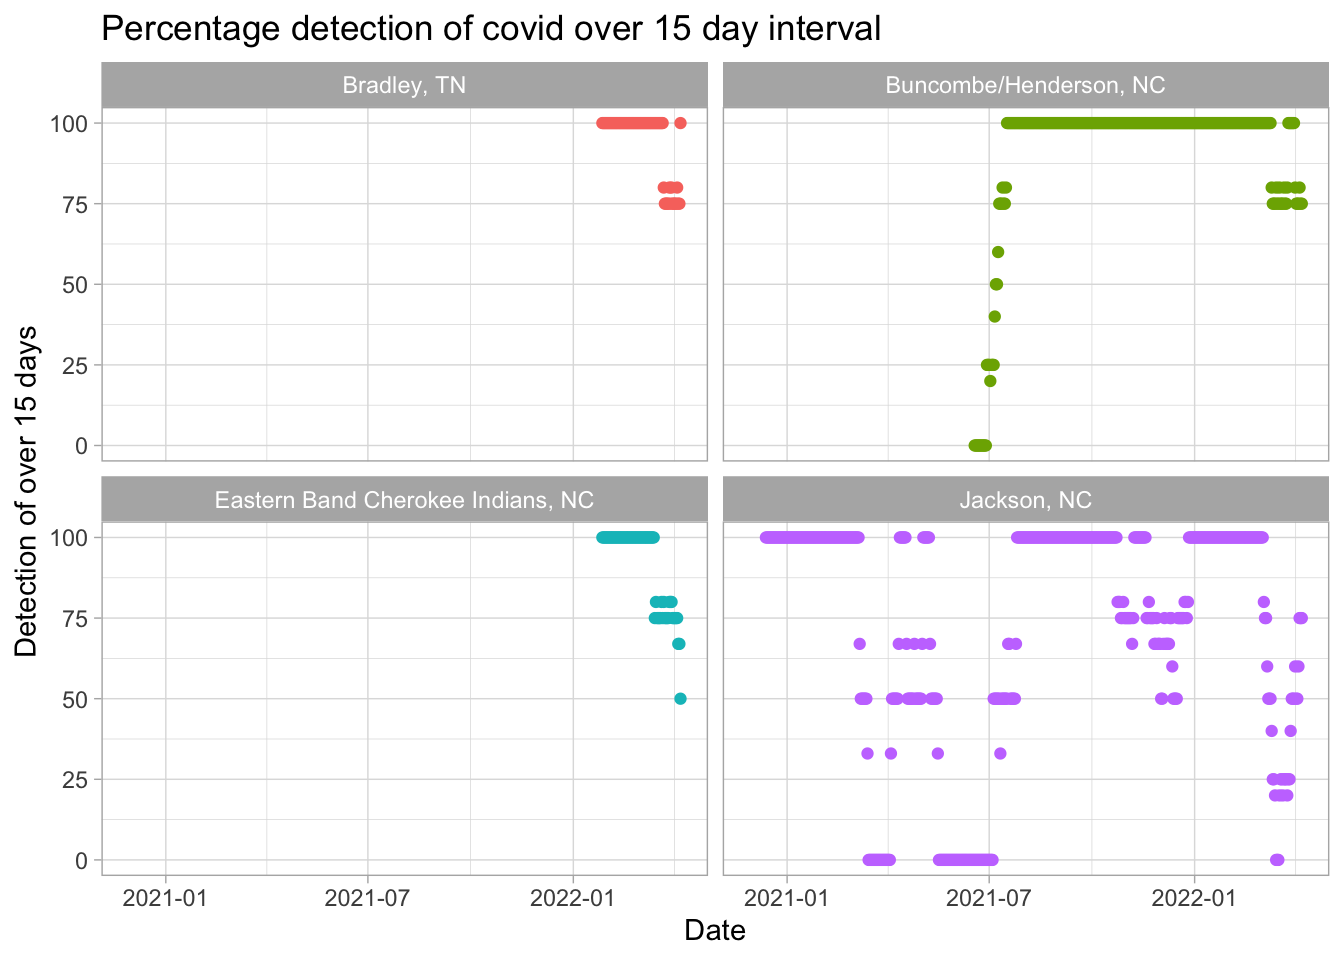 Percentage detection of covid over 15 day interval
Bradley, TN
Buncombe/Henderson, NC
100
75
50
25
0
Eastern Band Cherokee Indians, NC
Jackson, NC
100
75
50
25
0
Detection of over 15 days
2021-01 2021-07 2022-01 2021-01 2021-07 2022-01
Date